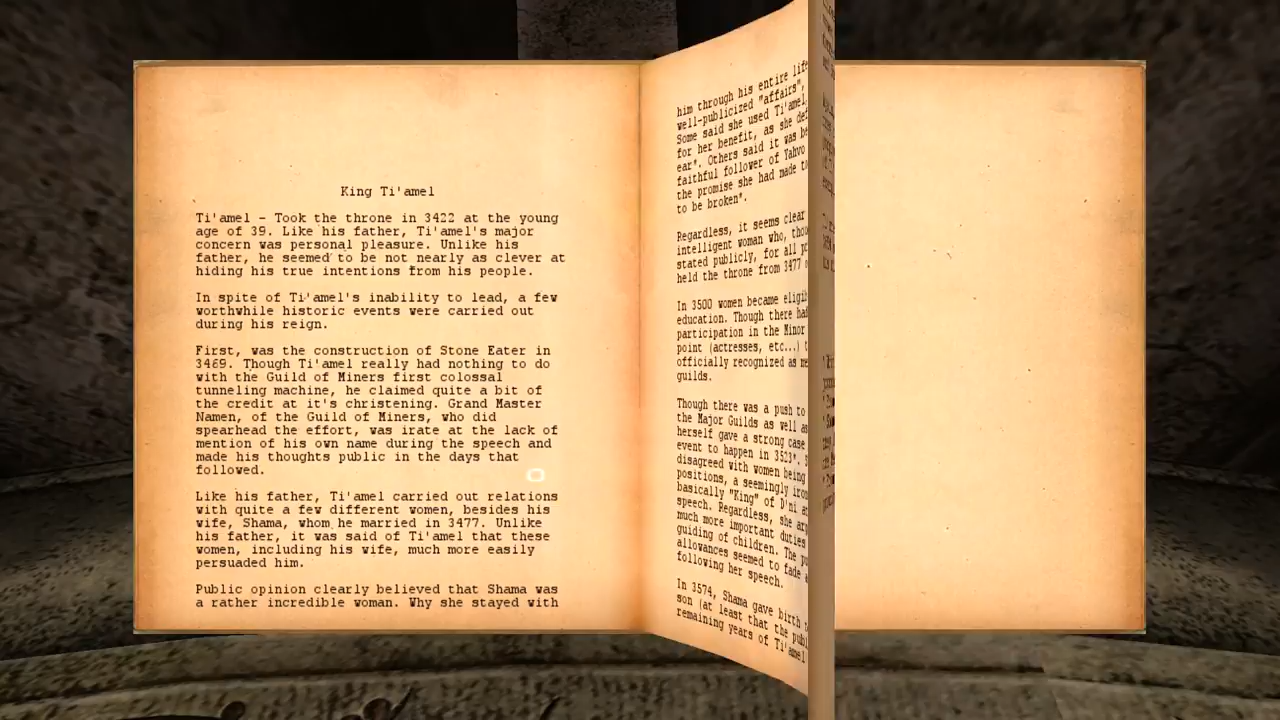 King Ti'amel
Ti'amel - Took the throne in 3422 at the young
age of 39. Like his father, Ti'amel's major
concern was personal pleasure. Unlike his
father, he seemed to be not nearly as clever at
hiding his true intentions from his people.
In spite of Ti'amel's inability to lead, a few
worthwhile historic events were carried out
during his reign.
First, was the construction of Stone Eater in
3469. Though Ti'amel really had nothing to do
with the Guild of Miners first colossal
tunneling machine, he claimed quite a bit of
the credit at it's christening. Grand Master
Namen, of the Guild of Miners, who did
spearhead the effort, was irate at the lack of
mention of his own name during the speech and
made his thoughts public in the days that
followed.
Like his father, Ti'amel carried out relations
with quite a few different women, besides his
wife, Shama, whom he married in 3477. Unlike
his father, it was said of Ti'amel that these
women, including his wife, much more easily
persuaded him.
Public opinion clearly believed that Shama was
a rather incredible woman. Why she stayed with
him through his entire
well-publicized "affairs",
Some said she used Ti'amel,
for her benefit, as she
ear". Others said it was
faithful follower of Yahvo
the promise she had made
to be broken".
Regardless, it seems clear
intelligent woman who,
stated publicly, for all
held the throne from 3477
In 3500 women became
education. Though there
participation in the Minor
point (actresses, etc...)
officially recognized as
guilds.
Though there was a push to
the Major Guilds as well as
herself gave a strong case
event to happen in 3523".
disagreed with women being
positions, a seemingly
basically "King" of D'ni
speech. Regardless, she
much more important duties
guiding of children. The
allowances seemed to fade
following her speech.
In 3574, Shama gave birth
son (at least that the
remaining years of Ti'amel